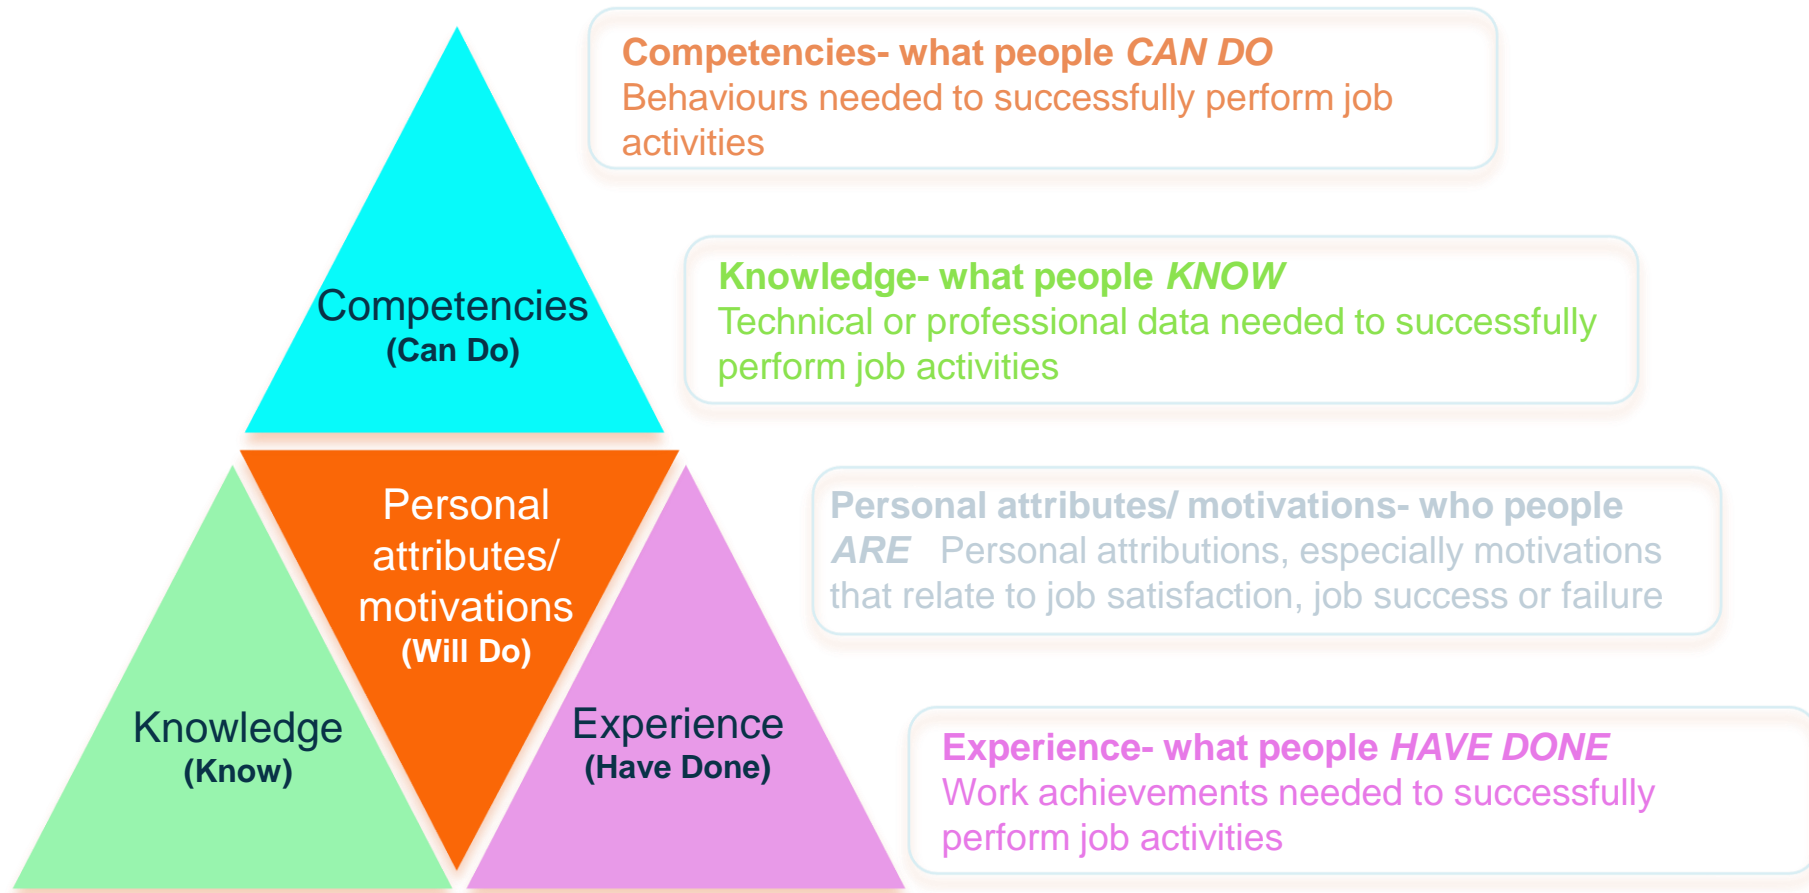 Competencies
(Can Do)
Personal
attributes/
motivations
(Will Do)
Knowledge
(Know)
Experience
(Have Done)
Competencies- what people CAN DO
Behaviours needed to successfully perform job
activities
Knowledge- what people KNOW
Technical or professional data needed to successfully
perform job activities
Personal attributes/ motivations- who people
ARE Personal attributions, especially motivations
that relate to job satisfaction, job success or failure
Experience- what people HAVE DONE
Work achievements needed to successfully
perform job activities